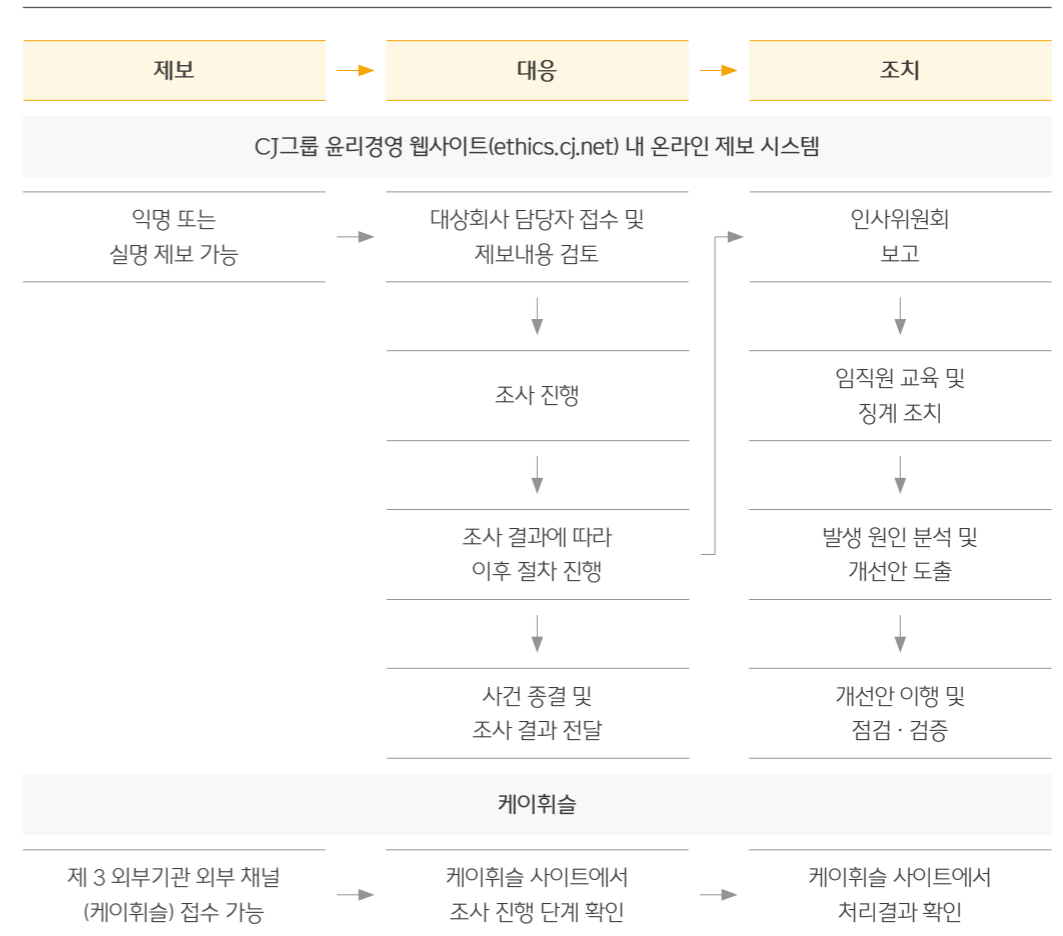 제보
대응
조치
CJ그룹 윤리경영 웹사이트(ethics.cj.net) 내 온라인 제보 시스템
익명 또는
실명 제보 가능
대상회사 담당자 접수 및
제보내용 검토
조사 진행
조사 결과에 따라
이후 절차 진행
사건 종결 및
조사 결과 전달
인사위원회
보고
임직원 교육 및
징계 조치
발생 원인 분석 및
개선안 도출
개선안 이행 및
점검 · 검증
케이휘슬
제 3 외부기관 외부 채널
(케이휘슬) 접수 가능
케이휘슬 사이트에서
조사 진행 단계 확인
케이휘슬 사이트에서
처리결과 확인